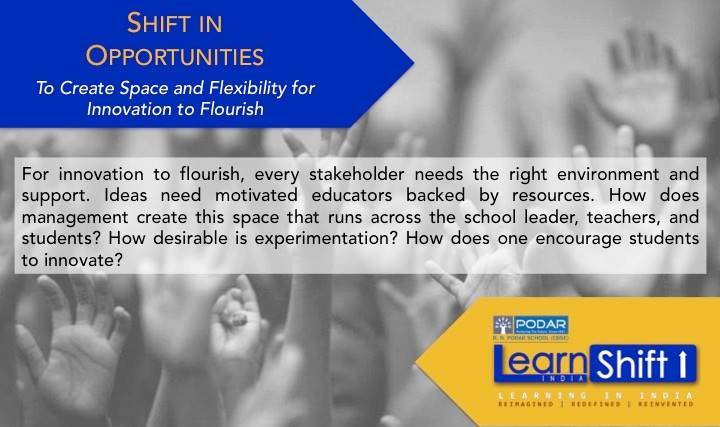 SHIFT IN
OPPORTUNITIES
To Create Space and Flexibility for
Innovation to Flourish
For innovation to flourish, every stakeholder needs the right environment and
support. Ideas need motivated educators backed by resources. How does
management create this space that runs across the school leader, teachers, and
students? How desirable is experimentation? How does one encourage students
to innovate?
PODAR
R. N. PODAR SCHOOL (CBSE)
Learn Shift 1
INDIA
LEARNING IN INDIA
REIMAGINED | REDEFINED | REINVENTED